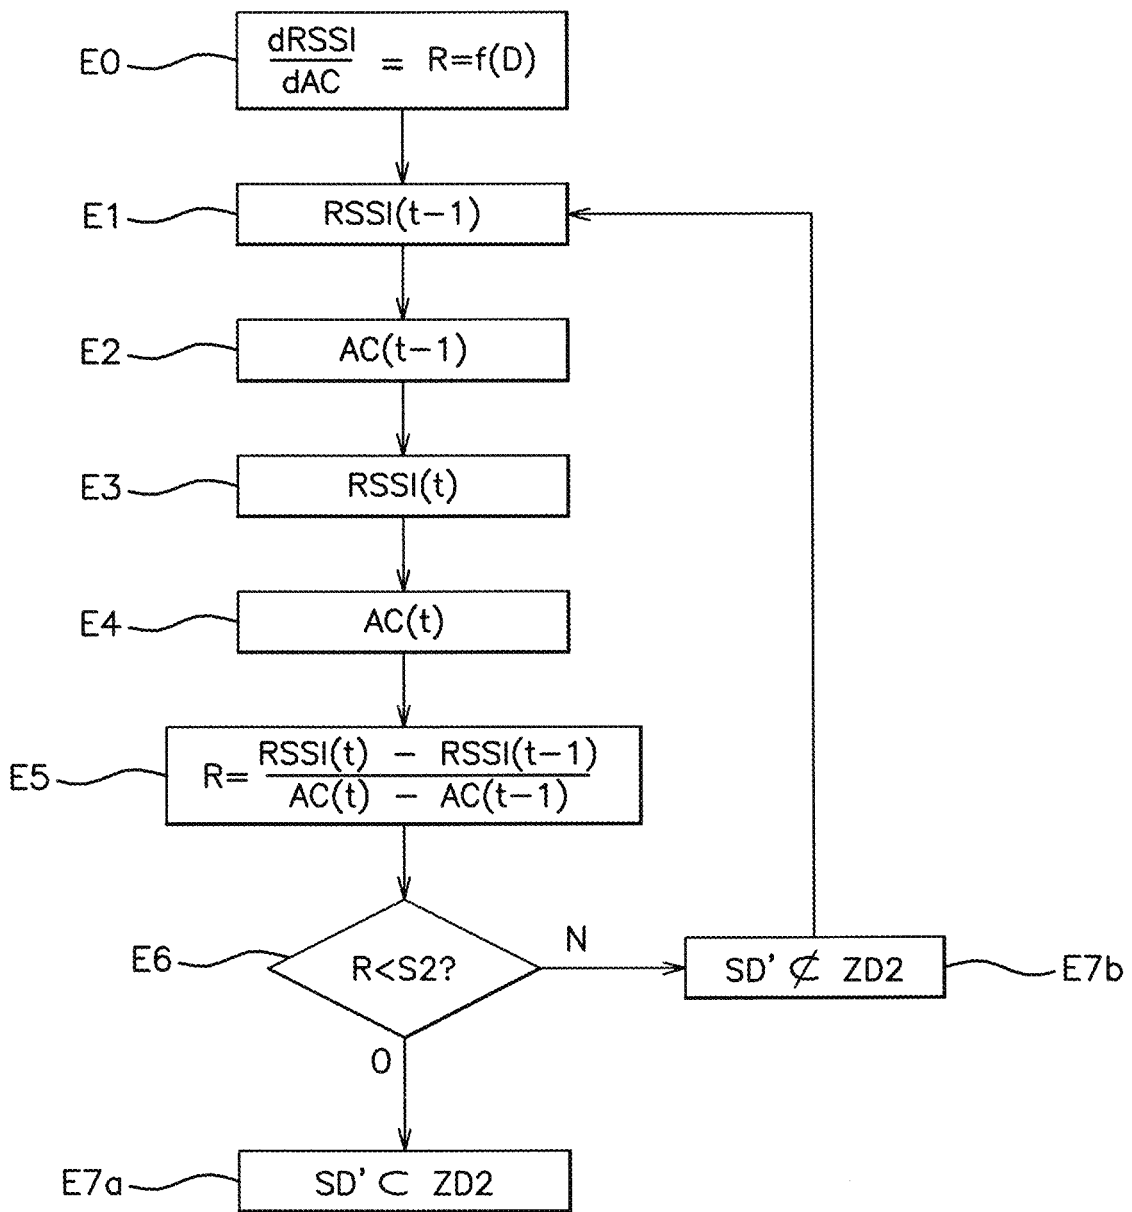 E0
dRSSI
dAC
= R=f(D)
E1
RSSI(t-1)
E2
AC(t-1)
E3
RSSI(t)
E4
AC(t)
E5
R=
RSSI(t) - RSSI(t-1)
AC(t) - AC(t-1)
E6
R<S2?
N
SD' ⊄ ZD2
E7b
O
E7a
SD' ⊂ ZD2